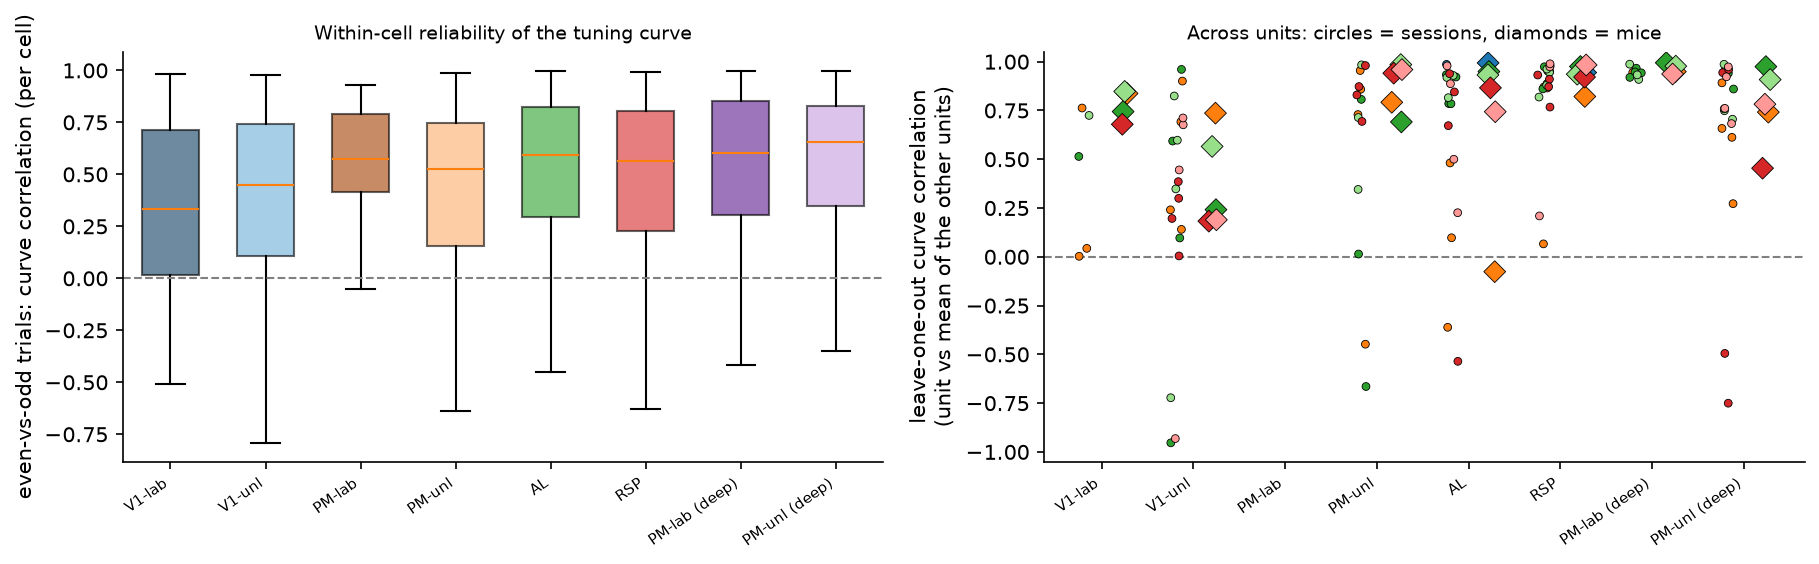 Within-cell reliability of the tuning curve
even-vs-odd trials: curve correlation (per cell)
1.00
0.75
0.50
0.25
0.00
−0.25
−0.50
−0.75
V1-lab
V1-unl
PM-lab
PM-unl
AL
RSP
PM-lab (deep)
PM-unl (deep)
Across units: circles = sessions, diamonds = mice
leave-one-out curve correlation
(unit vs mean of the other units)
1.00
0.75
0.50
0.25
0.00
−0.25
−0.50
−0.75
−1.00
V1-lab
V1-unl
PM-lab
PM-unl
AL
RSP
PM-lab (deep)
PM-unl (deep)